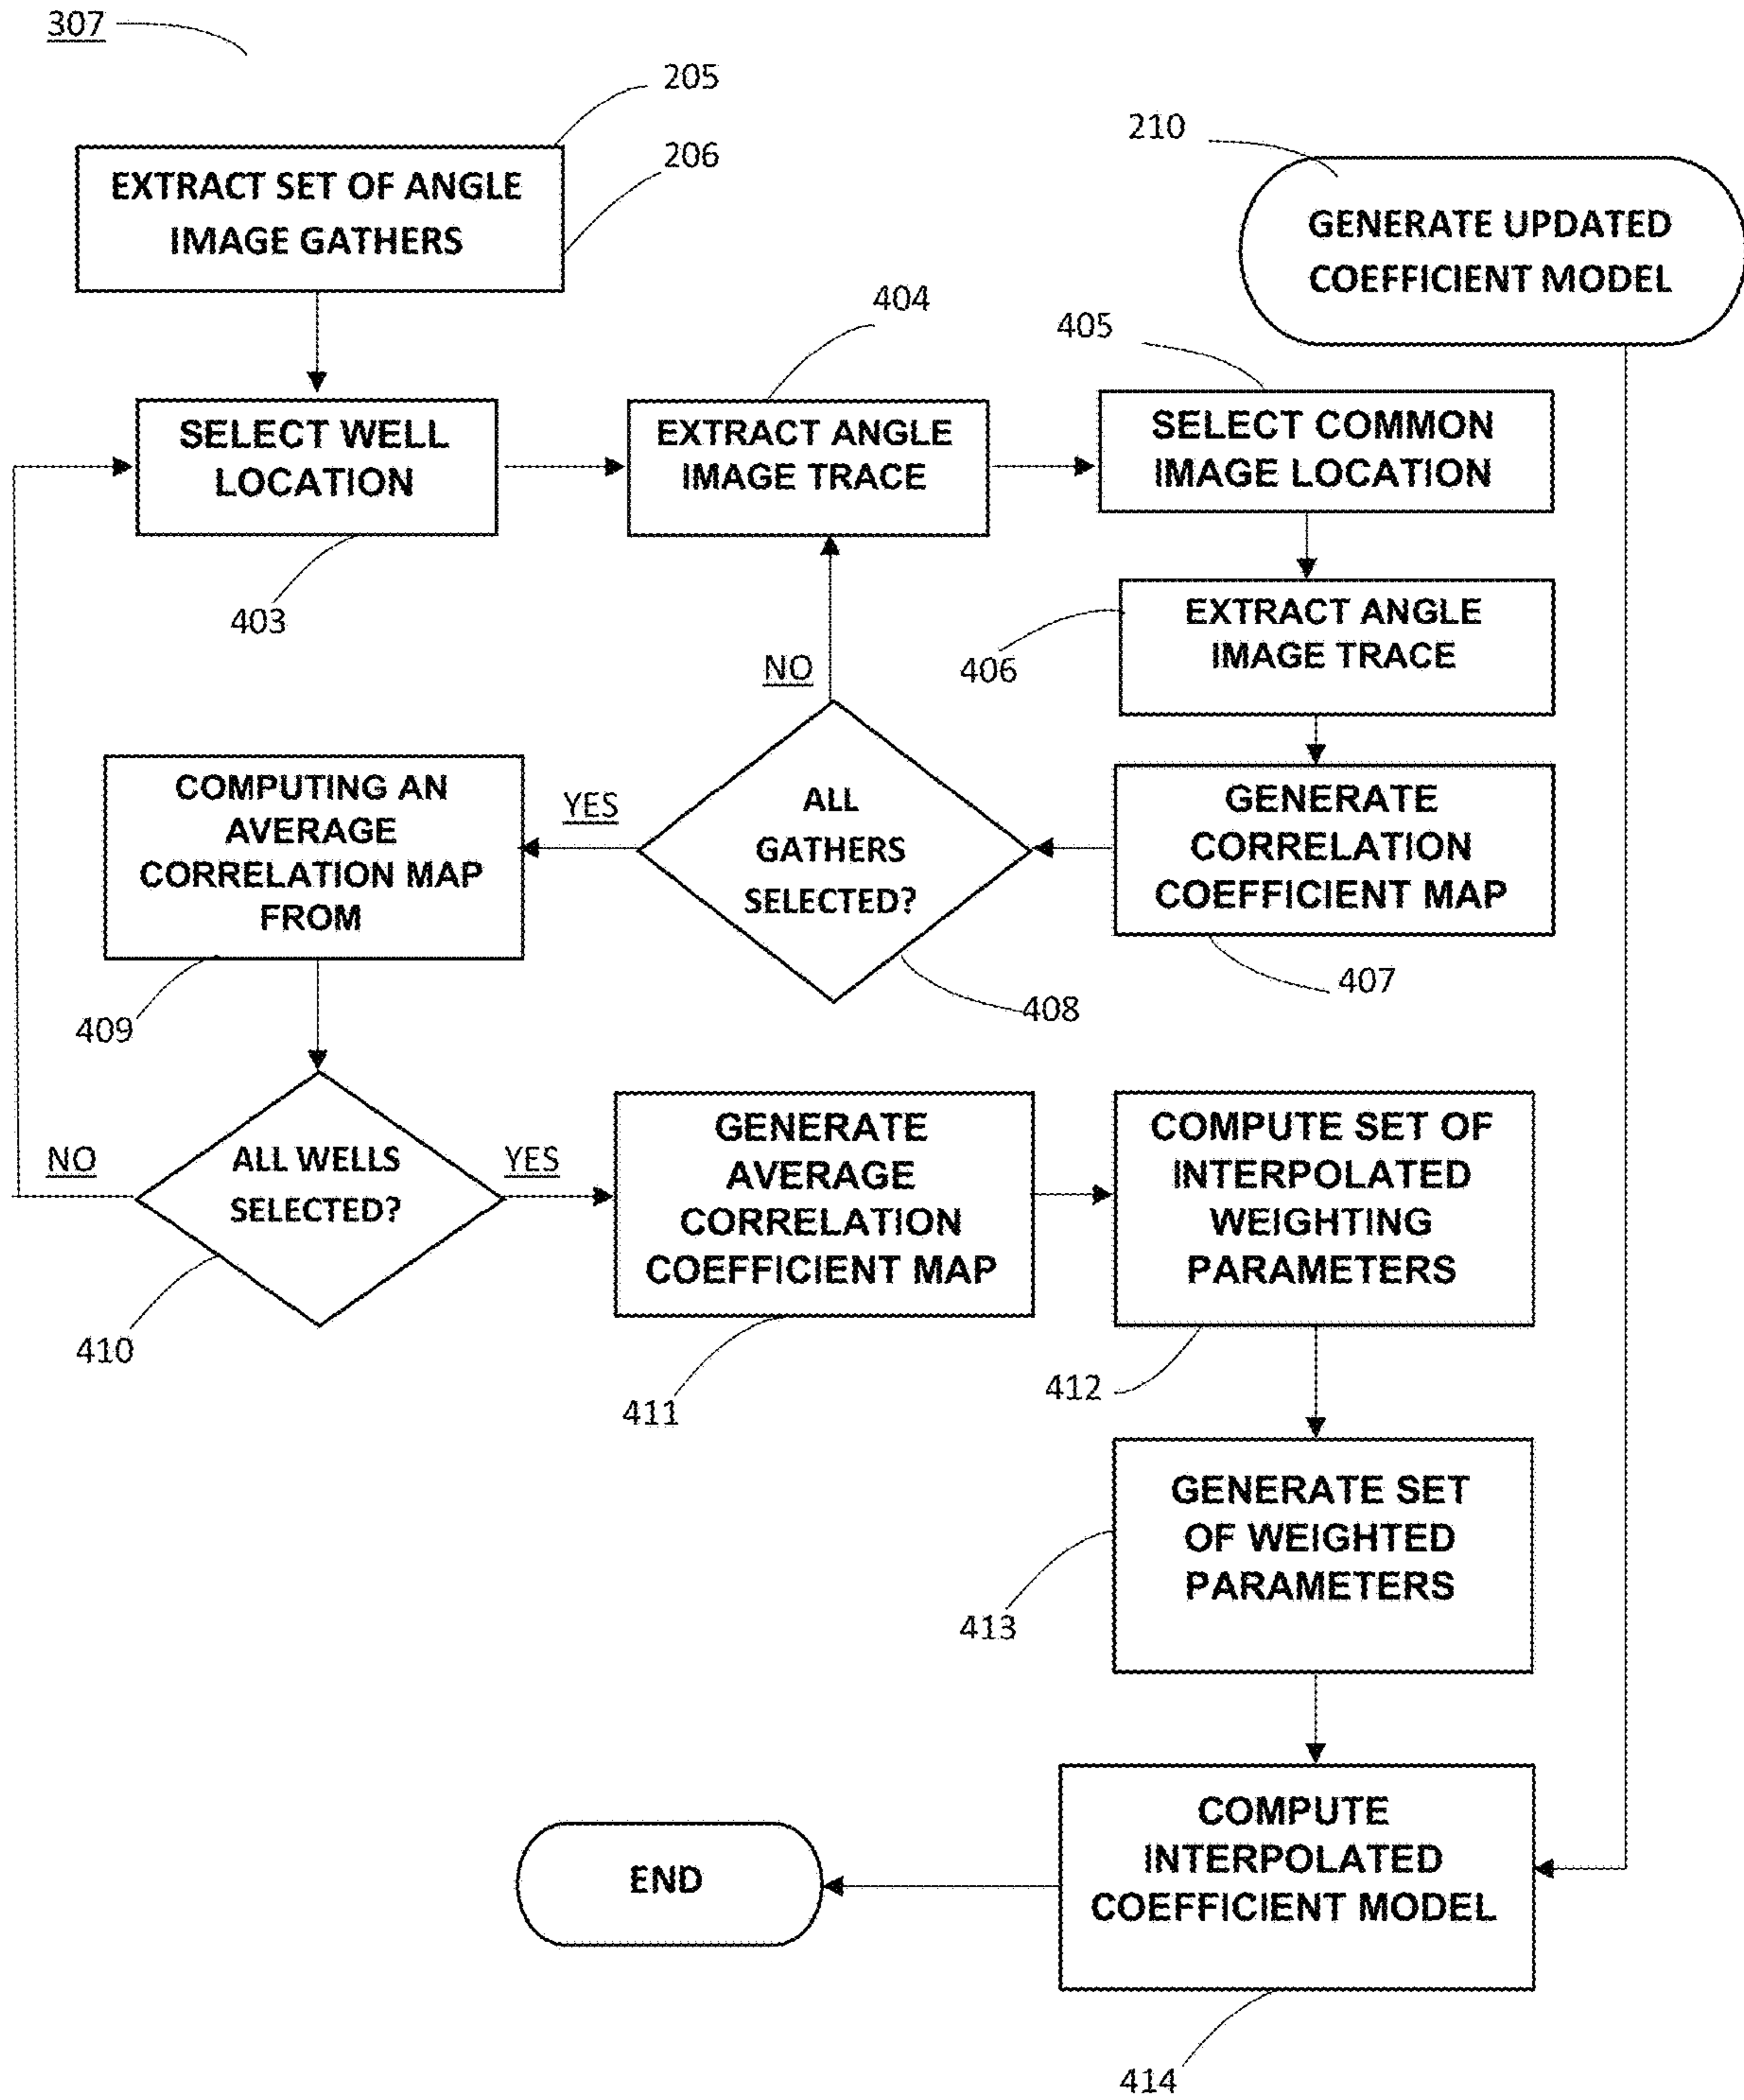 307
205
206
EXTRACT SET OF ANGLE
IMAGE GATHERS
210
GENERATE UPDATED
COEFFICIENT MODEL
404
405
SELECT WELL
LOCATION
403
EXTRACT ANGLE
IMAGE TRACE
SELECT COMMON
IMAGE LOCATION
406
EXTRACT ANGLE
IMAGE TRACE
NO
COMPUTING AN
AVERAGE
CORRELATION MAP
FROM
409
YES
ALL
GATHERS
SELECTED?
408
GENERATE
CORRELATION
COEFFICIENT MAP
407
NO
ALL WELLS
SELECTED?
410
YES
GENERATE
AVERAGE
CORRELATION
COEFFICIENT MAP
411
COMPUTE SET OF
INTERPOLATED
WEIGHTING
PARAMETERS
412
GENERATE SET
OF WEIGHTED
PARAMETERS
413
END
COMPUTE
INTERPOLATED
COEFFICIENT MODEL
414